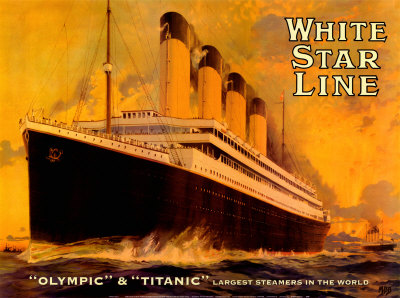 WHITE
STAR
LINE
"OLYMPIC" & "TITANIC" LARGEST STEAMERS IN THE WORLD